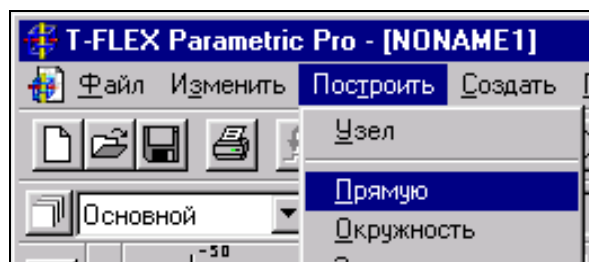 T-FLEX Parametric Pro - [NONAME1]
Файл Изменить Построить Создать
Узел
Прямую
Основной
Окружность
-50